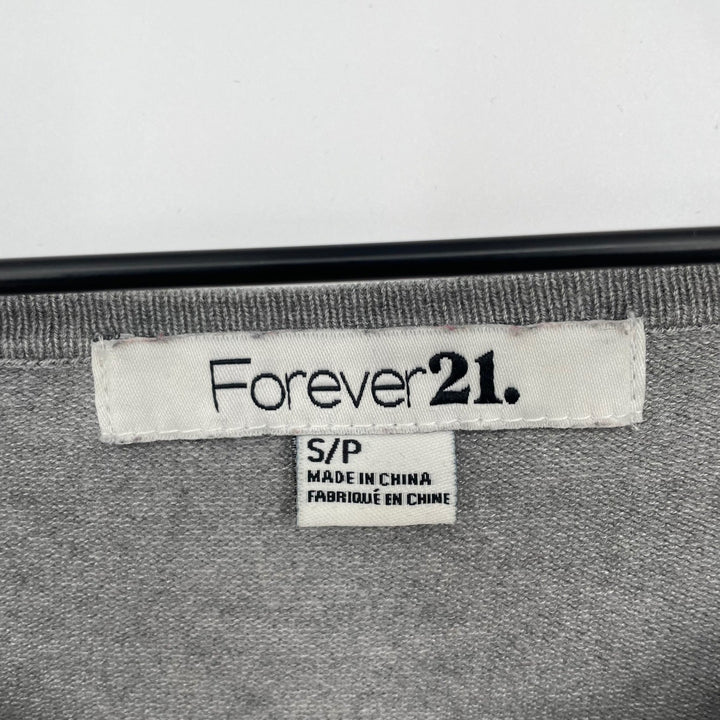 Forever21.
S/P
MADE IN CHINA
FABRIQUÉ EN CHINE